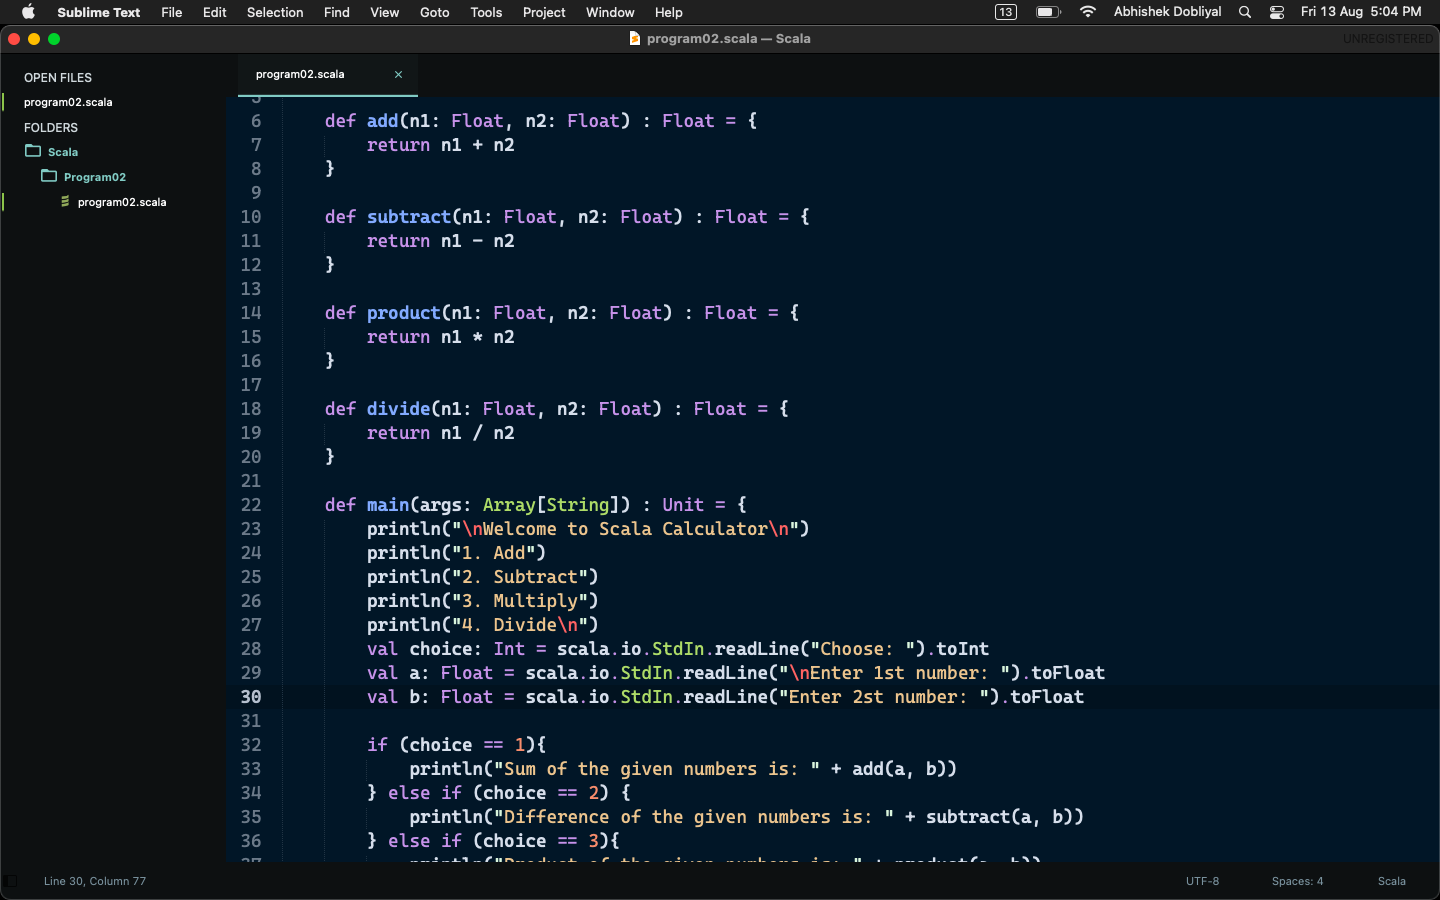 Sublime Text File Edit Selection Find View Goto Tools Project Window Help 13 Abhishek Dobliyal Fri 13 Aug 5:04 PM
program02.scala — Scala UNREGISTERED
OPEN FILES
program02.scala
FOLDERS
Scala
Program02
program02.scala
program02.scala ×
5
6 def add(n1: Float, n2: Float) : Float = {
7 return n1 + n2
8 }
9
10 def subtract(n1: Float, n2: Float) : Float = {
11 return n1 - n2
12 }
13
14 def product(n1: Float, n2: Float) : Float = {
15 return n1 * n2
16 }
17
18 def divide(n1: Float, n2: Float) : Float = {
19 return n1 / n2
20 }
21
22 def main(args: Array[String]) : Unit = {
23 println("\nWelcome to Scala Calculator\n")
24 println("1. Add")
25 println("2. Subtract")
26 println("3. Multiply")
27 println("4. Divide\n")
28 val choice: Int = scala.io.StdIn.readLine("Choose: ").toInt
29 val a: Float = scala.io.StdIn.readLine("\nEnter 1st number: ").toFloat
30 val b: Float = scala.io.StdIn.readLine("Enter 2st number: ").toFloat
31
32 if (choice == 1){
33 println("Sum of the given numbers is: " + add(a, b))
34 } else if (choice == 2) {
35 println("Difference of the given numbers is: " + subtract(a, b))
36 } else if (choice == 3){
37 println("Product of the given numbers is: " + product(a, b))
Line 30, Column 77 UTF-8 Spaces: 4 Scala